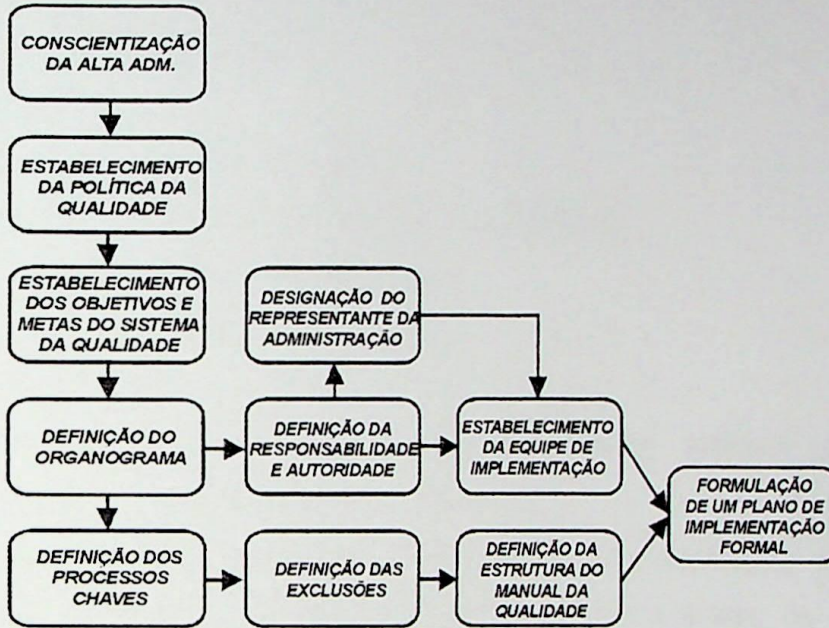 CONSCIENTIZAÇÃO
DA ALTA ADM.
ESTABELECIMENTO
DA POLÍTICA DA
QUALIDADE
ESTABELECIMENTO
DOS OBJETIVOS E
METAS DO SISTEMA
DA QUALIDADE
DESIGNAÇÃO DO
REPRESENTANTE DA
ADMINISTRAÇÃO
DEFINIÇÃO DO
ORGANOGRAMA
DEFINIÇÃO DA
RESPONSABILIDADE
E AUTORIDADE
ESTABELECIMENTO
DA EQUIPE DE
IMPLEMENTAÇÃO
FORMULAÇÃO
DE UM PLANO DE
IMPLEMENTAÇÃO
FORMAL
DEFINIÇÃO DOS
PROCESSOS
CHAVES
DEFINIÇÃO DAS
EXCLUSÕES
DEFINIÇÃO DA
ESTRUTURA DO
MANUAL DA
QUALIDADE